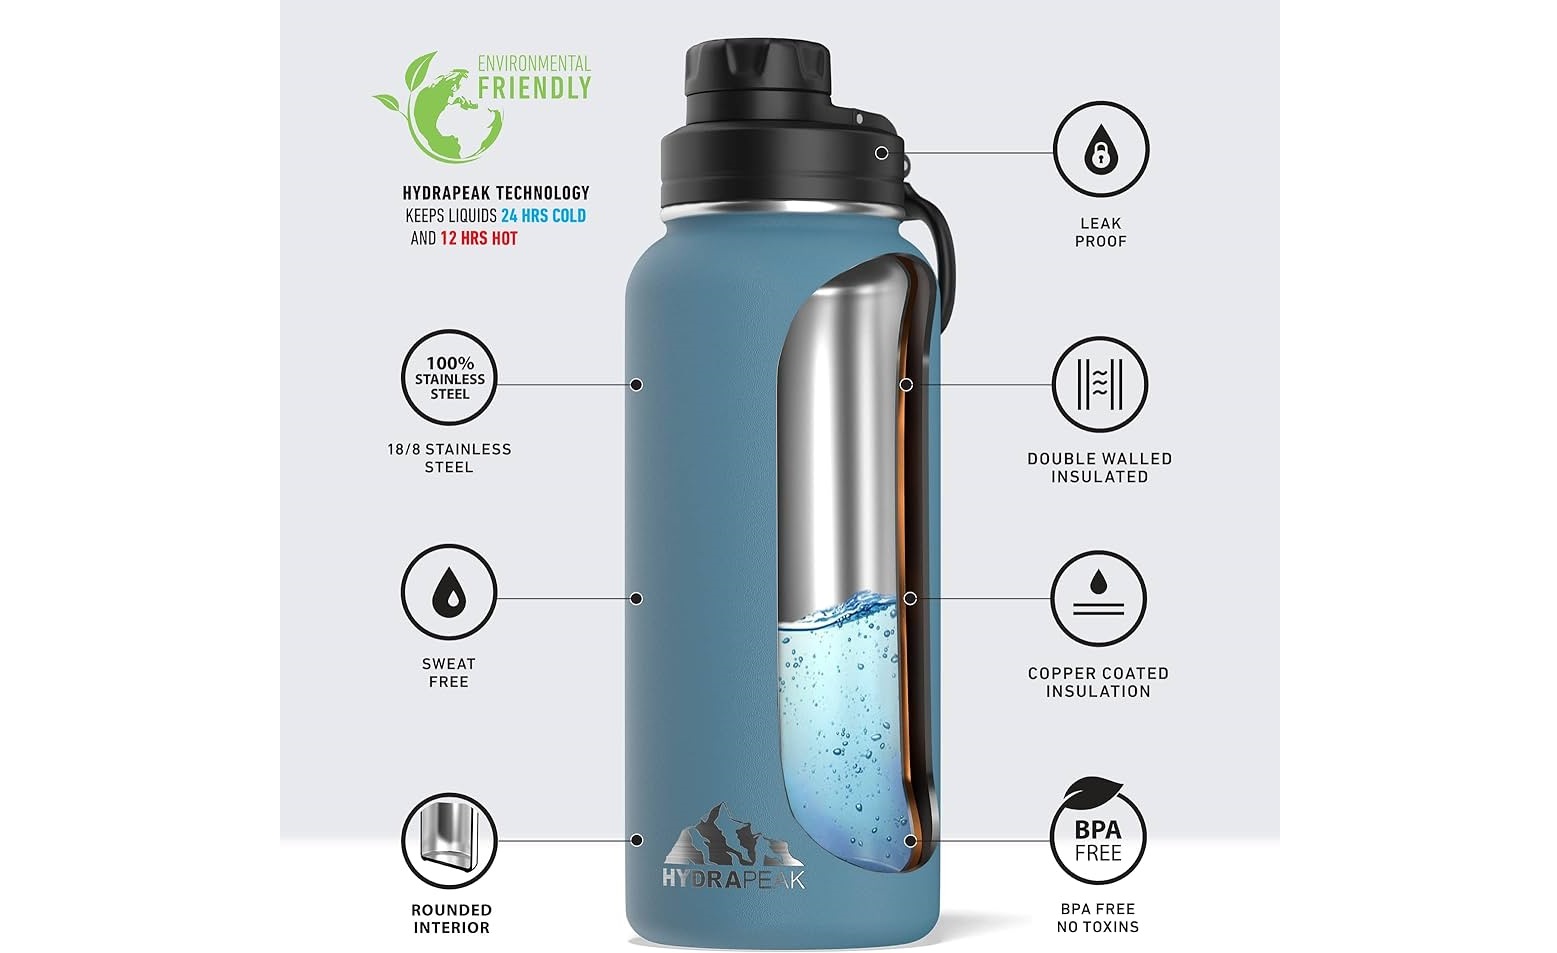 ENVIRONMENTAL
FRIENDLY
HYDRAPEAK TECHNOLOGY
KEEPS LIQUIDS 24 HRS COLD
AND 12 HRS HOT
LEAK
PROOF
100%
STAINLESS
STEEL
18/8 STAINLESS
STEEL
DOUBLE WALLED
INSULATED
SWEAT
FREE
COPPER COATED
INSULATION
ROUNDED
INTERIOR
HYDRAPEAK
BPA
FREE
BPA FREE
NO TOXINS